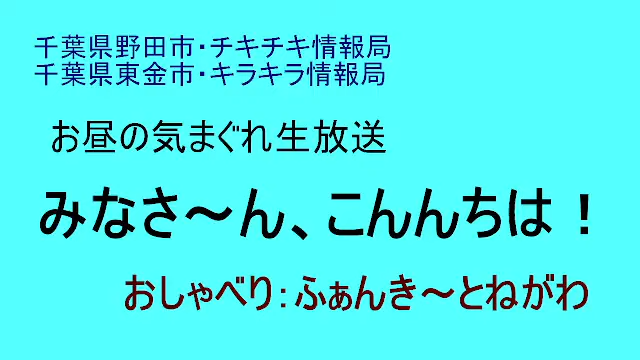 千葉県野田市・チキチキ情報局
千葉県東金市・キラキラ情報局
お昼の気まぐれ生放送
みなさ～ん、こんんちは！
おしゃべり：ふぁんき～とねがわ